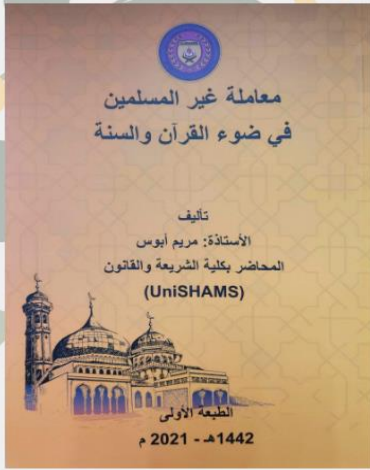 معاملة غير المسلمين
في ضوء القرآن والسنة
تأليف
الأستاذة: مريم أبوس
المحاضر بكلية الشريعة والقانون
(UniSHAMS)
الطبعة الأولى
1442هـ - 2021 م